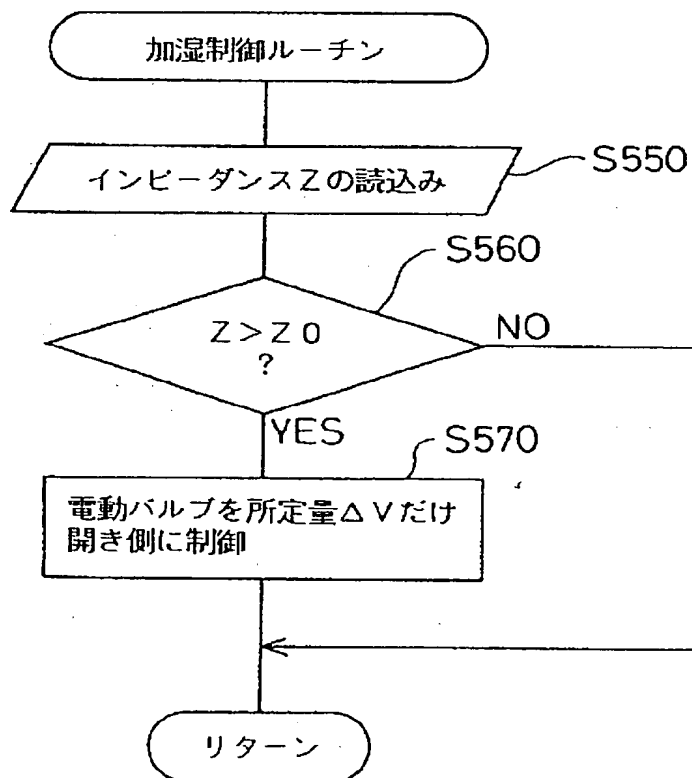 加湿制御ルーチン
インピーダンスZの読込み
S550
S560
Z>Z0
?
NO
YES
S570
電動バルブを所定量△Vだけ
開き側に制御
リターン